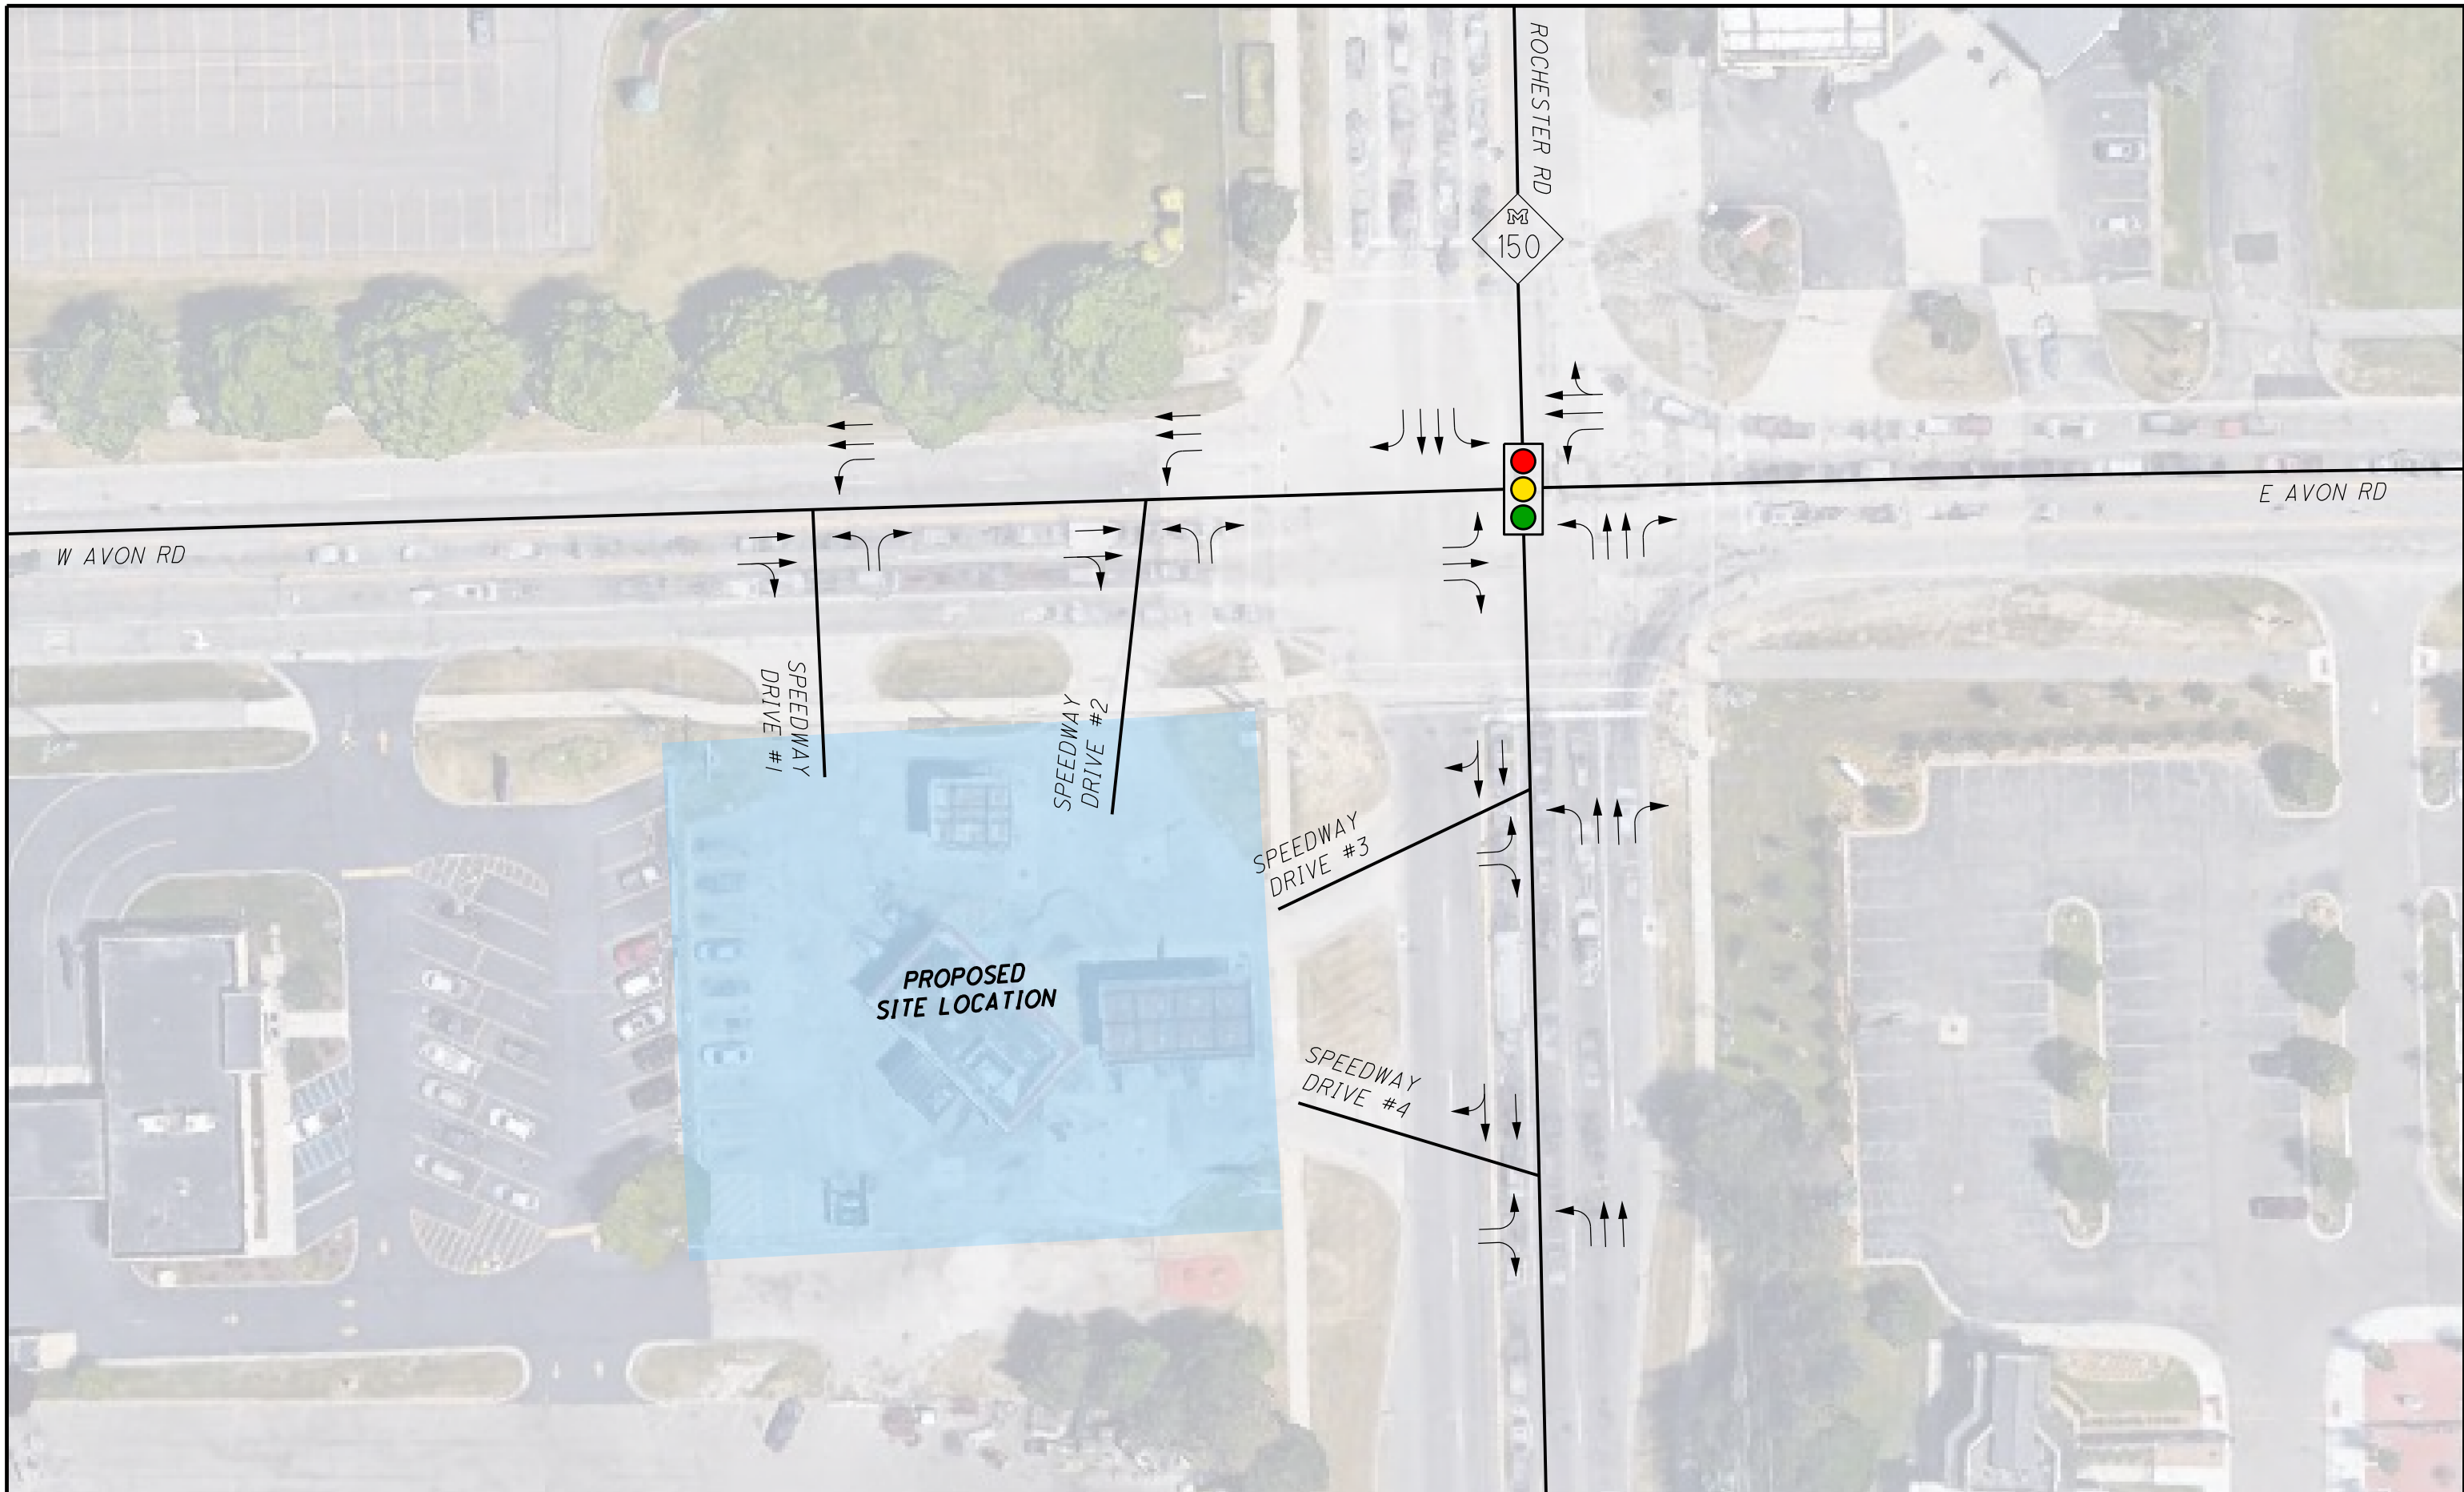 ROCHESTER RD
M
150
E AVON RD
W AVON RD
SPEEDWAY
DRIVE #1
SPEEDWAY
DRIVE #2
SPEEDWAY
DRIVE #3
PROPOSED
SITE LOCATION
SPEEDWAY
DRIVE #4